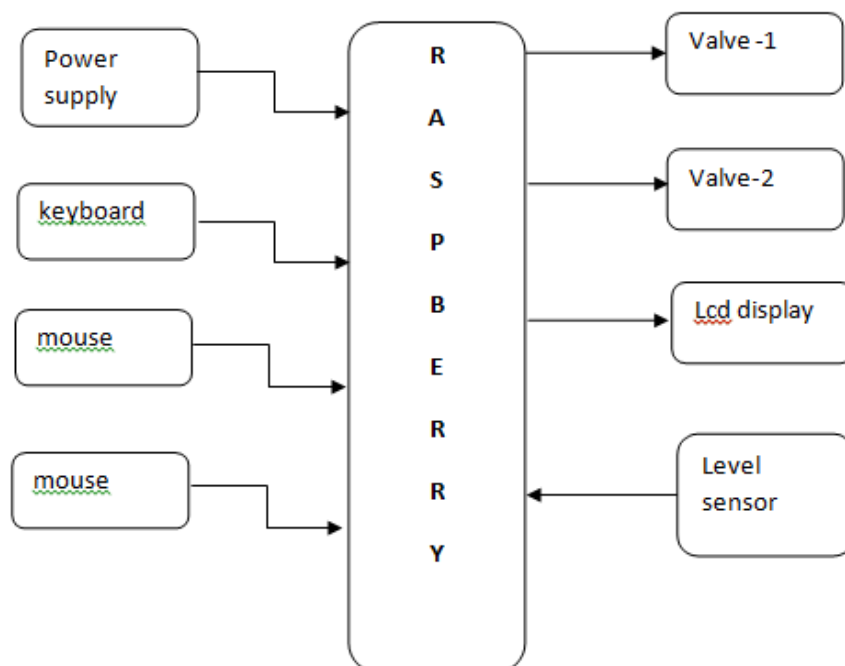 Power
supply
keyboard
mouse
mouse
R
A
S
P
B
E
R
R
Y
Valve -1
Valve-2
Lcd display
Level
sensor